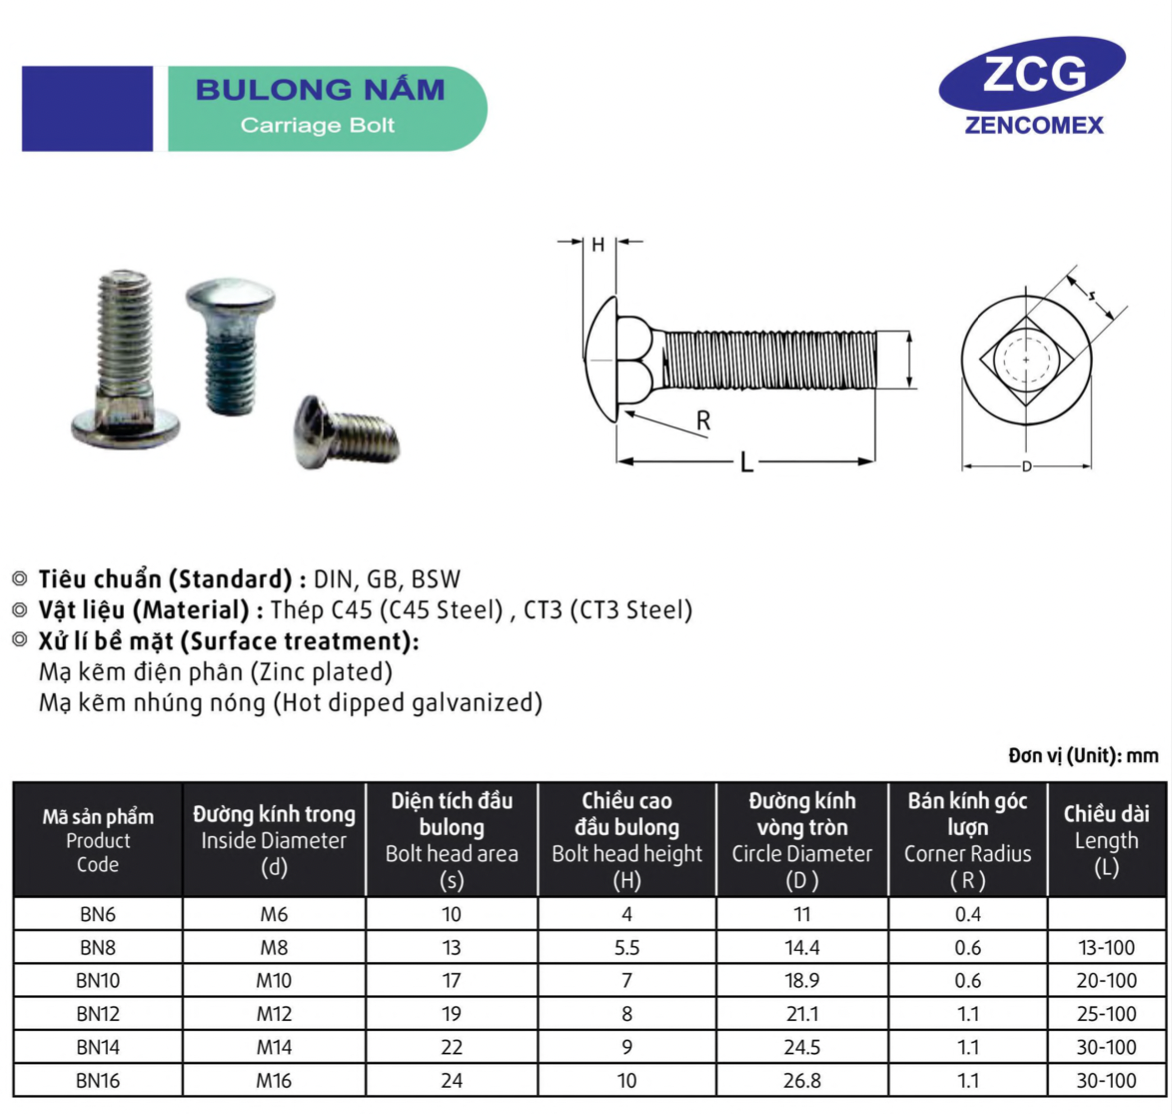 BULONG NẤM
Carriage Bolt
ZCG
ZENCOMEX
H
s
R
L
D
Tiêu chuẩn (Standard) : DIN, GB, BSW
Vật liệu (Material) : Thép C45 (C45 Steel) , CT3 (CT3 Steel)
Xử lí bề mặt (Surface treatment):
Mạ kẽm điện phân (Zinc plated)
Mạ kẽm nhúng nóng (Hot dipped galvanized)
Đơn vị (Unit): mm
Mã sản phẩm Product Code | Đường kính trong Inside Diameter (d) | Diện tích đầu bulong Bolt head area (s) | Chiều cao đầu bulong Bolt head height (H) | Đường kính vòng tròn Circle Diameter (D ) | Bán kính góc lượn Corner Radius ( R ) | Chiều dài Length (L)
BN6 M6 10 4 11 0.4
BN8 M8 13 5.5 14.4 0.6 13-100
BN10 M10 17 7 18.9 0.6 20-100
BN12 M12 19 8 21.1 1.1 25-100
BN14 M14 22 9 24.5 1.1 30-100
BN16 M16 24 10 26.8 1.1 30-100